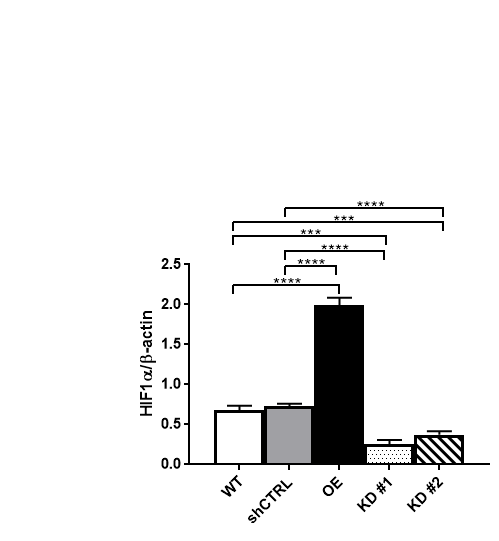 ****
***
***
****
****
****
2.5
2.0
1.5
1.0
0.5
0.0
HIF1α/β-actin
WT
shCTRL
OE
KD #1
KD #2